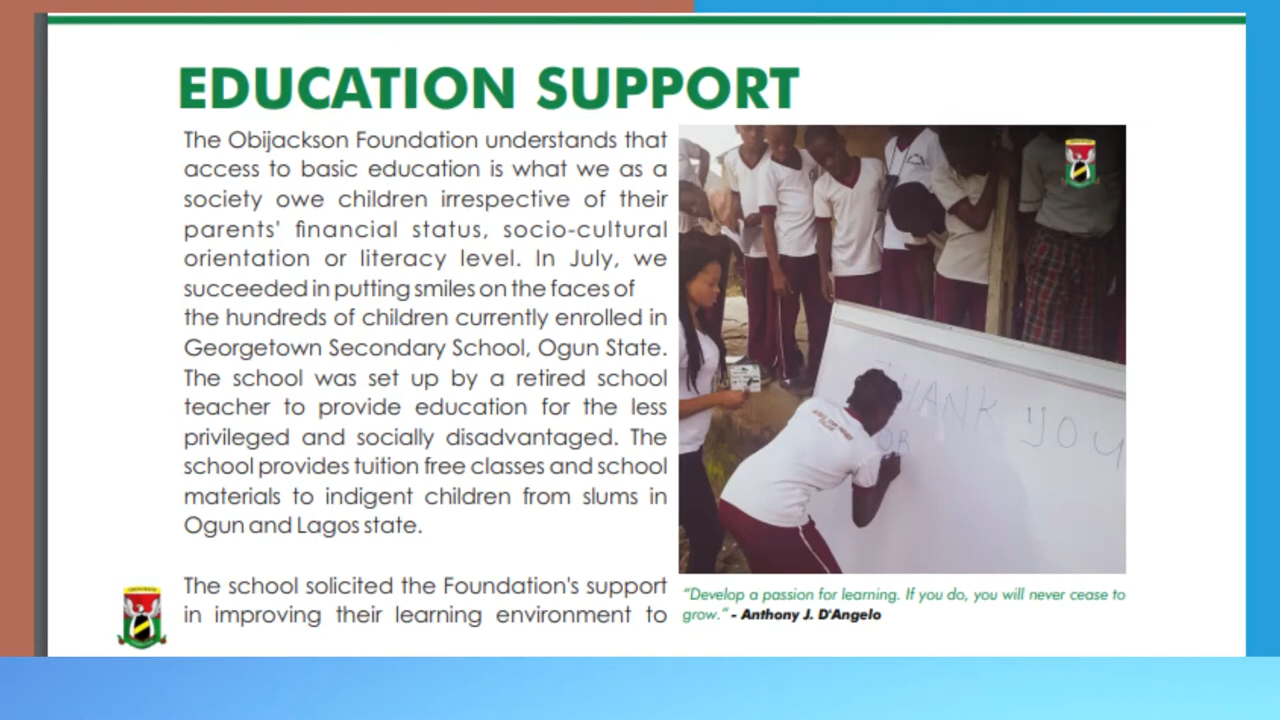 EDUCATION SUPPORT
The Obijackson Foundation understands that
access to basic education is what we as a
society owe children irrespective of their
parents' financial status, socio-cultural
orientation or literacy level. In July, we
succeeded in putting smiles on the faces of
the hundreds of children currently enrolled in
Georgetown Secondary School, Ogun State.
The school was set up by a retired school
teacher to provide education for the less
privileged and socially disadvantaged. The
school provides tuition free classes and school
materials to indigent children from slums in
Ogun and Lagos state.
The school solicited the Foundation's support
in improving their learning environment to
THANK YOU
OR
"Develop a passion for learning. If you do, you will never cease to
grow." - Anthony J. D'Angelo